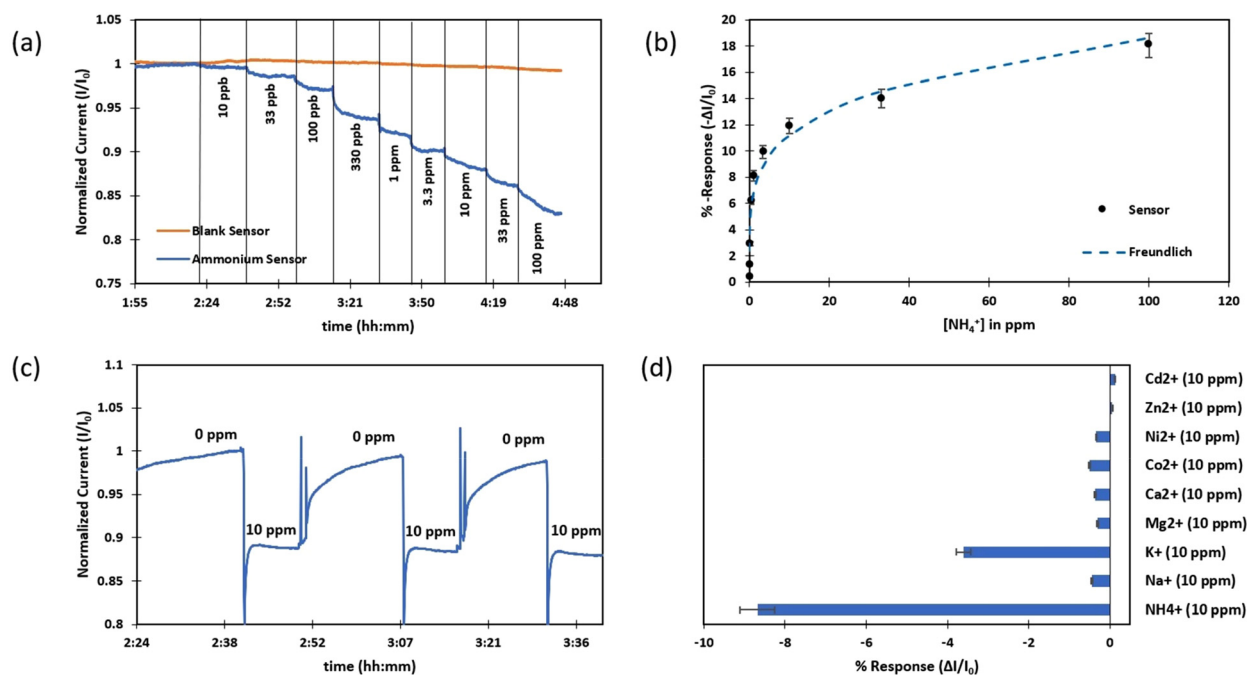 (a)
Normalized Current (I/I₀)
1.05
1
0.95
0.9
0.85
0.8
0.75
10 ppb
33 ppb
100 ppb
330 ppb
1 ppm
3.3 ppm
10 ppm
33 ppm
100 ppm
Blank Sensor
Ammonium Sensor
1:55 2:24 2:52 3:21 3:50 4:19 4:48
time (hh:mm)
(b)
% -Response (-ΔI/I₀)
20
18
16
14
12
10
8
6
4
2
0
Sensor
Freundlich
0 20 40 60 80 100 120
[NH₄⁺] in ppm
(c)
Normalized Current (I/I₀)
1.1
1.05
1
0.95
0.9
0.85
0.8
0 ppm 0 ppm 0 ppm
10 ppm 10 ppm 10 ppm
2:24 2:38 2:52 3:07 3:21 3:36
time (hh:mm)
(d)
Cd2+ (10 ppm)
Zn2+ (10 ppm)
Ni2+ (10 ppm)
Co2+ (10 ppm)
Ca2+ (10 ppm)
Mg2+ (10 ppm)
K+ (10 ppm)
Na+ (10 ppm)
NH4+ (10 ppm)
-10 -8 -6 -4 -2 0
% Response (ΔI/I₀)